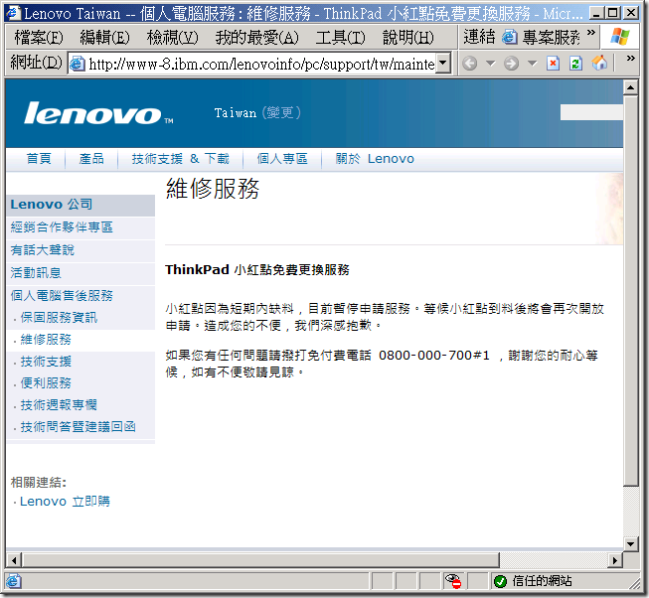 Lenovo Taiwan -- 個人電腦服務: 維修服務 - ThinkPad 小紅點免費更換服務 - Micr...
檔案(F) 編輯(E) 檢視(V) 我的最愛(A) 工具(T) 說明(H) 連結 專案服務 »
網址(D) http://www-8.ibm.com/lenovoinfo/pc/support/tw/mainte »
lenovo TM Taiwan (變更)
首頁 產品 技術支援 & 下載 個人專區 關於 Lenovo
維修服務
Lenovo 公司
經銷合作夥伴專區
有話大聲說
活動訊息
個人電腦售後服務
. 保固服務資訊
. 維修服務
. 技術支援
. 便利服務
. 技術週報專欄
. 技術問答暨建議回函
相關連結:
. Lenovo 立即購
ThinkPad 小紅點免費更換服務
小紅點因為短期內缺料，目前暫停申請服務。等候小紅點到料後將會再次開放
申請。造成您的不便，我們深感抱歉。
如果您有任何問題請撥打免付費電話 0800-000-700#1 ，謝謝您的耐心等
候，如有不便敬請見諒。
信任的網站